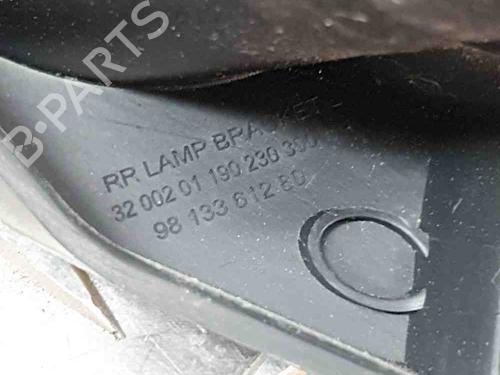 B-PARTS
RR LAMP BRACKET
32 002 01 190 230 300
98 133 612 80